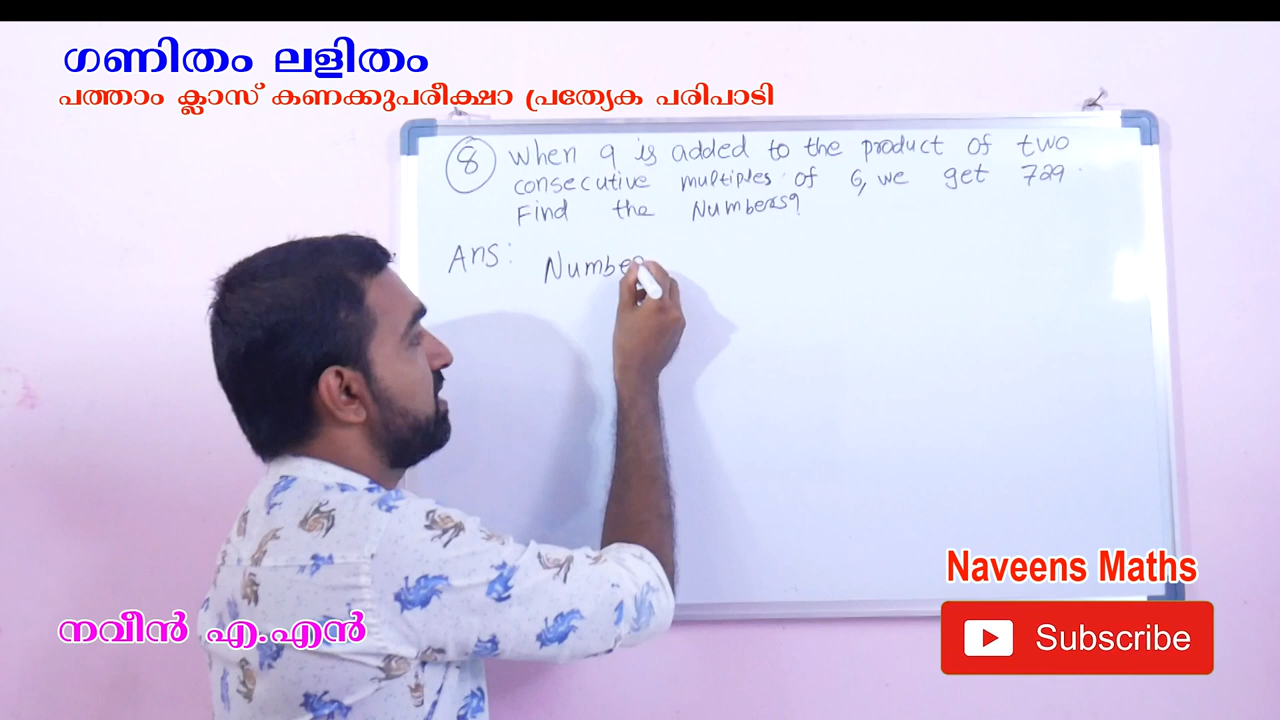 ഗണിതം ലളിതം
പത്താം ക്ലാസ് കണക്കുപരീക്ഷാ പ്രത്യേക പരിപാടി
8 When 9 is added to the product of two
consecutive multiples of 6, we get 729.
Find the Numbers?
Ans: Number
Naveens Maths
നവീൻ എ.എൻ
Subscribe